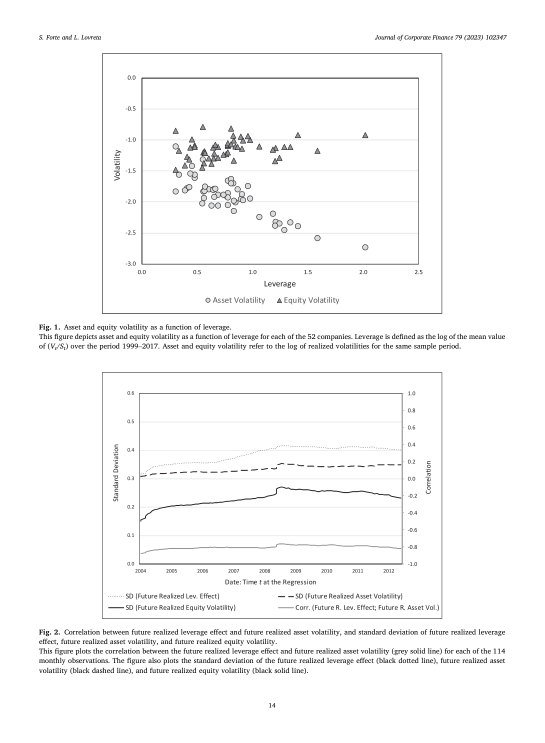 S. Forte and L. Lovreta
Journal of Corporate Finance 79 (2023) 102347
0.0
-0.5
-1.0
-1.5
-2.0
-2.5
-3.0
Volatility
0.0 0.5 1.0 1.5 2.0 2.5
Leverage
Asset Volatility Equity Volatility
Fig. 1. Asset and equity volatility as a function of leverage.
This figure depicts asset and equity volatility as a function of leverage for each of the 52 companies. Leverage is defined as the log of the mean value
of (Vt/St) over the period 1999–2017. Asset and equity volatility refer to the log of realized volatilities for the same sample period.
0.6
0.5
0.4
0.3
0.2
0.1
0.0
Standard Deviation
1.0
0.8
0.6
0.4
0.2
0.0
-0.2
-0.4
-0.6
-0.8
-1.0
Correlation
2004 2005 2006 2007 2008 2009 2010 2011 2012
Date: Time t at the Regression
SD (Future Realized Lev. Effect) SD (Future Realized Asset Volatility)
SD (Future Realized Equity Volatility) Corr. (Future R. Lev. Effect; Future R. Asset Vol.)
Fig. 2. Correlation between future realized leverage effect and future realized asset volatility, and standard deviation of future realized leverage
effect, future realized asset volatility, and future realized equity volatility.
This figure plots the correlation between the future realized leverage effect and future realized asset volatility (grey solid line) for each of the 114
monthly observations. The figure also plots the standard deviation of the future realized leverage effect (black dotted line), future realized asset
volatility (black dashed line), and future realized equity volatility (black solid line).
14